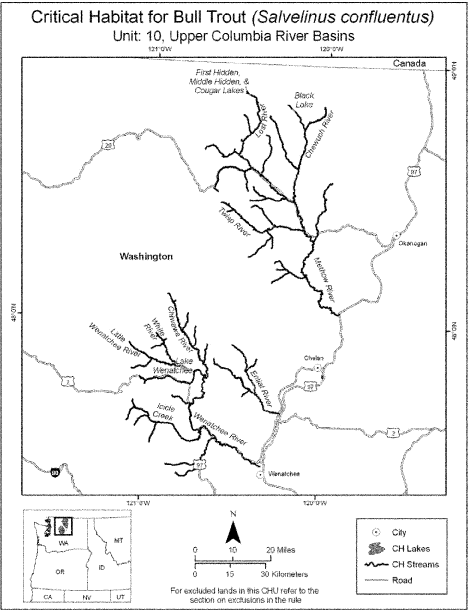 Critical Habitat for Bull Trout (Salvelinus confluentus)
Unit: 10, Upper Columbia River Basins
121°0'W
120°0'W
Canada
49°0'N
First Hidden,
Middle Hidden, &
Cougar Lakes
Black
Lake
Lost River
Chewuch River
20
97
Twisp River
Okanogan
Washington
Methow River
48°0'N
48°0'N
Chiwawa River
White
River
Little
Wenatchee River
Lake
Wenatchee
Chelan
Entiat River
2
97
Icicle
Creek
Wenatchee River
2
97
90
Wenatchee
121°0'W
120°0'W
N
WA
MT
OR
ID
CA
NV
UT
0 10 20 Miles
0 15 30 Kilometers
For excluded lands in this CHU refer to the
section on exclusions in the rule
City
CH Lakes
CH Streams
Road